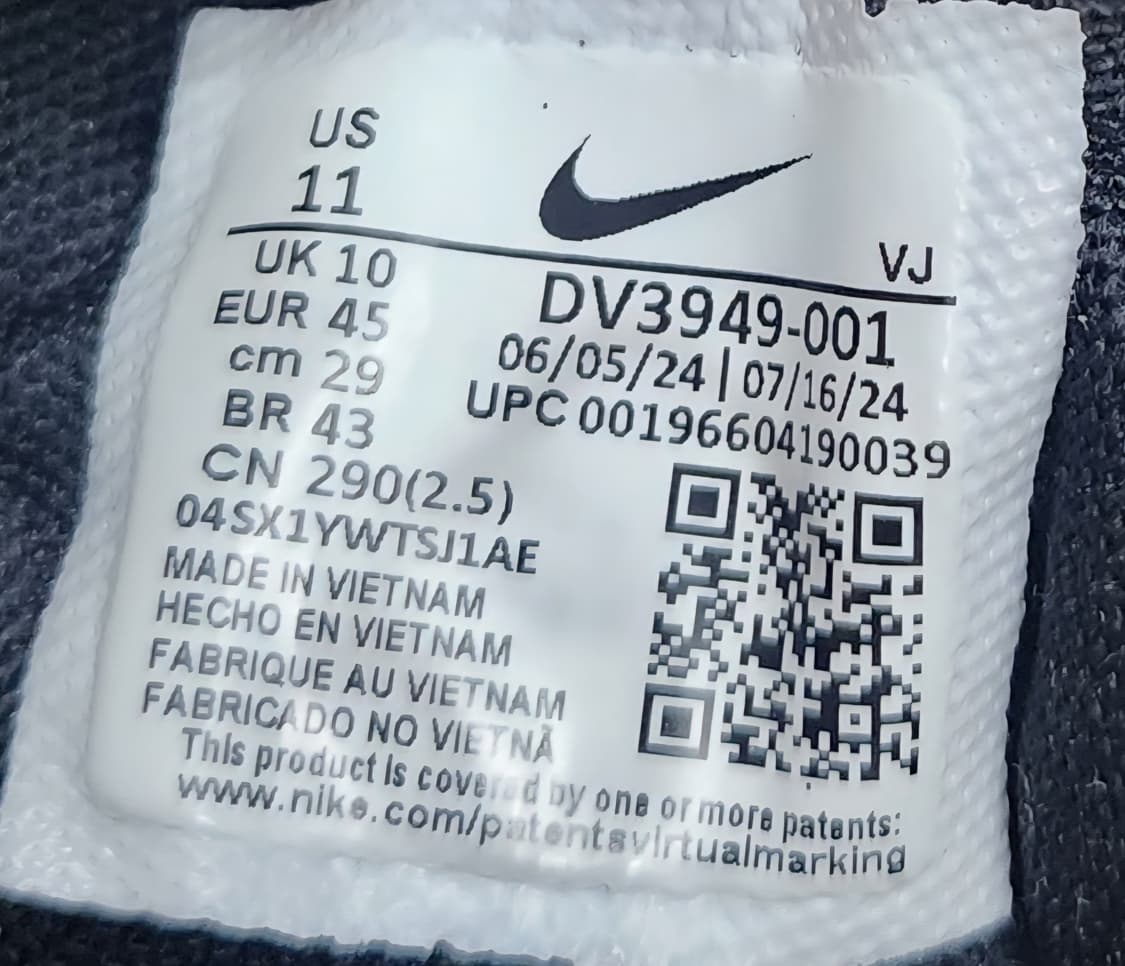 US
11
VJ
UK 10
EUR 45
cm 29
BR 43
CN 290(2.5)
DV3949-001
06/05/24 | 07/16/24
UPC 00196604190039
04SX1YWTSJ1AE
MADE IN VIETNAM
HECHO EN VIETNAM
FABRIQUE AU VIETNAM
FABRICADO NO VIETNÃ
This product is covered by one or more patents:
www.nike.com/patentsvirtualmarking